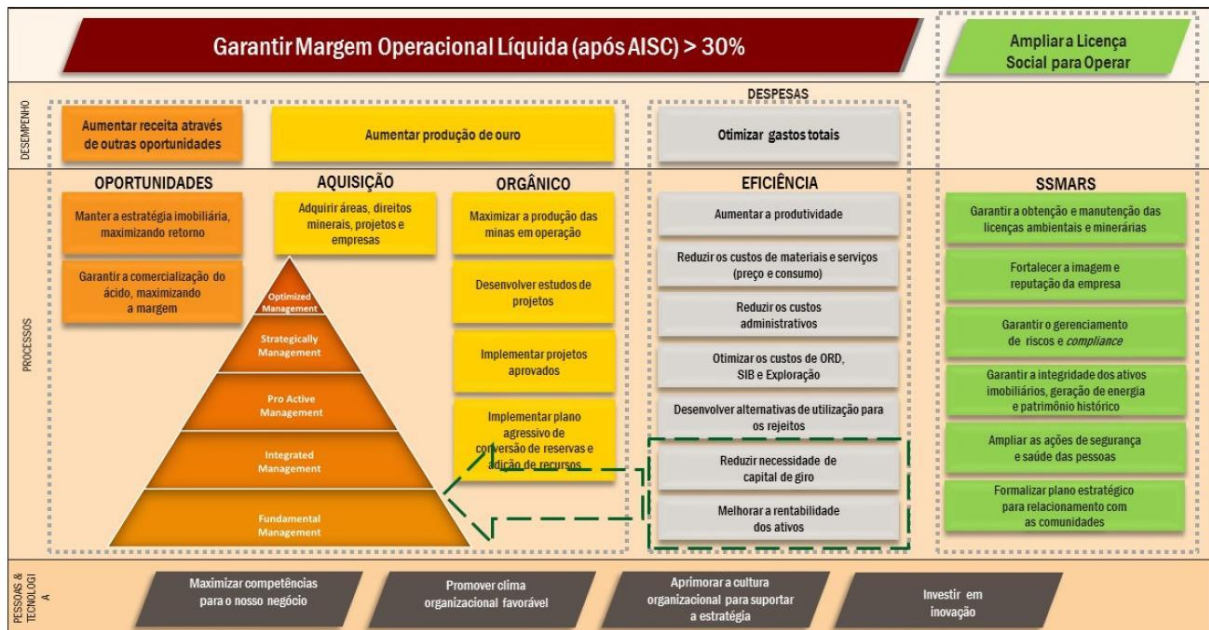 Garantir Margem Operacional Líquida (após AISC) > 30%
Ampliar a Licença
Social para Operar
DESEMPENHO
DESPESAS
Aumentar receita através
de outras oportunidades
Aumentar produção de ouro
Otimizar gastos totais
PROCESSOS
OPORTUNIDADES
Manter a estratégia imobiliária,
maximizando retorno
Garantir a comercialização do
ácido, maximizando
a margem
AQUISIÇÃO
Adquirir áreas, direitos
minerais, projetos e
empresas
Optimized
Management
Strategically
Management
Pro Active
Management
Integrated
Management
Fundamental
Management
ORGÂNICO
Maximizar a produção das
minas em operação
Desenvolver estudos de
projetos
Implementar projetos
aprovados
Implementar plano
agressivo de
conversão de reservas e
adição de recursos
EFICIÊNCIA
Aumentar a produtividade
Reduzir os custos de materiais e serviços
(preço e consumo)
Reduzir os custos
administrativos
Otimizar os custos de ORD,
SIB e Exploração
Desenvolver alternativas de utilização para
os rejeitos
Reduzir necessidade de
capital de giro
Melhorar a rentabilidade
dos ativos
SSMARS
Garantir a obtenção e manutenção das
licenças ambientais e minerárias
Fortalecer a imagem e
reputação da empresa
Garantir o gerenciamento
de riscos e compliance
Garantir a integridade dos ativos
imobiliários, geração de energia
e patrimônio histórico
Ampliar as ações de segurança
e saúde das pessoas
Formalizar plano estratégico
para relacionamento com
as comunidades
PESSOAS &
TECNOLOGI
A
Maximizar competências
para o nosso negócio
Promover clima
organizacional favorável
Aprimorar a cultura
organizacional para suportar
a estratégia
Investir em
inovação